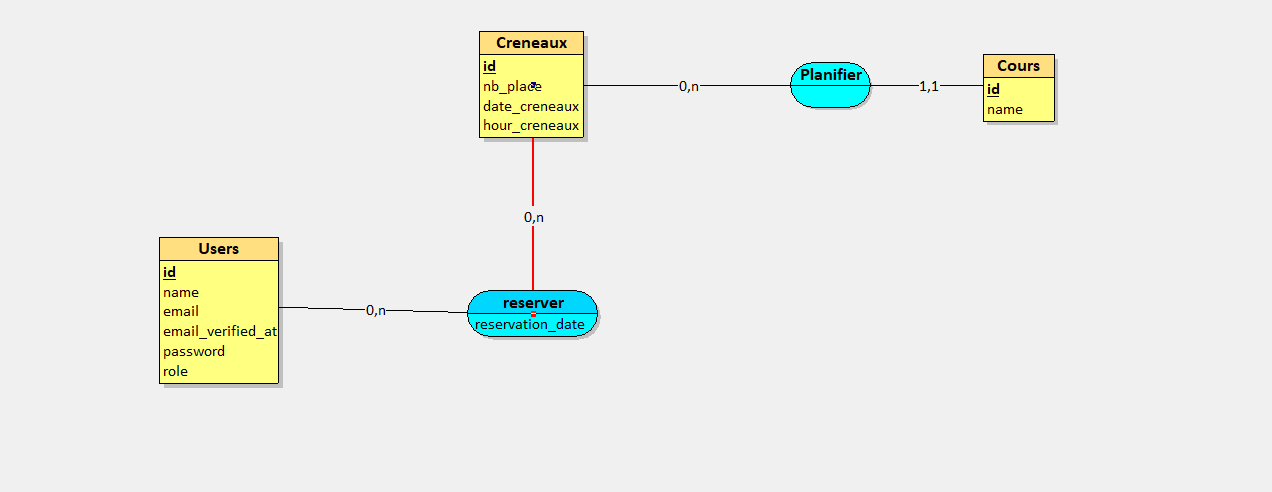 Creneaux
id
nb_place
date_creneaux
hour_creneaux
0,n
Planifier
1,1
Cours
id
name
0,n
Users
id
name
email
email_verified_at
password
role
0,n
reserver
reservation_date